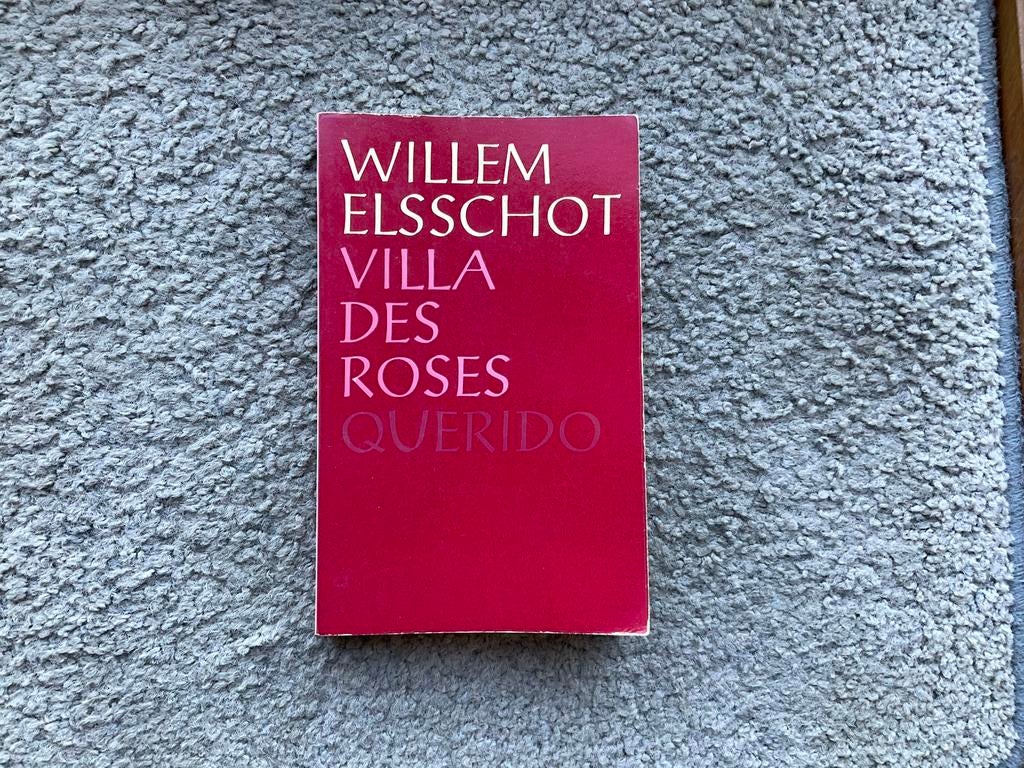 WILLEM
ELSSCHOT
VILLA
DES
ROSES
QUERIDO